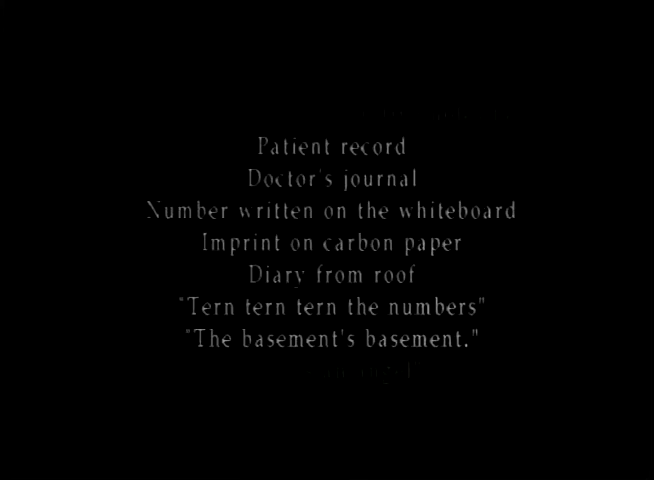 Patient record
Doctor's journal
Number written on the whiteboard
Imprint on carbon paper
Diary from roof
"Tern tern tern the numbers"
"The basement's basement."